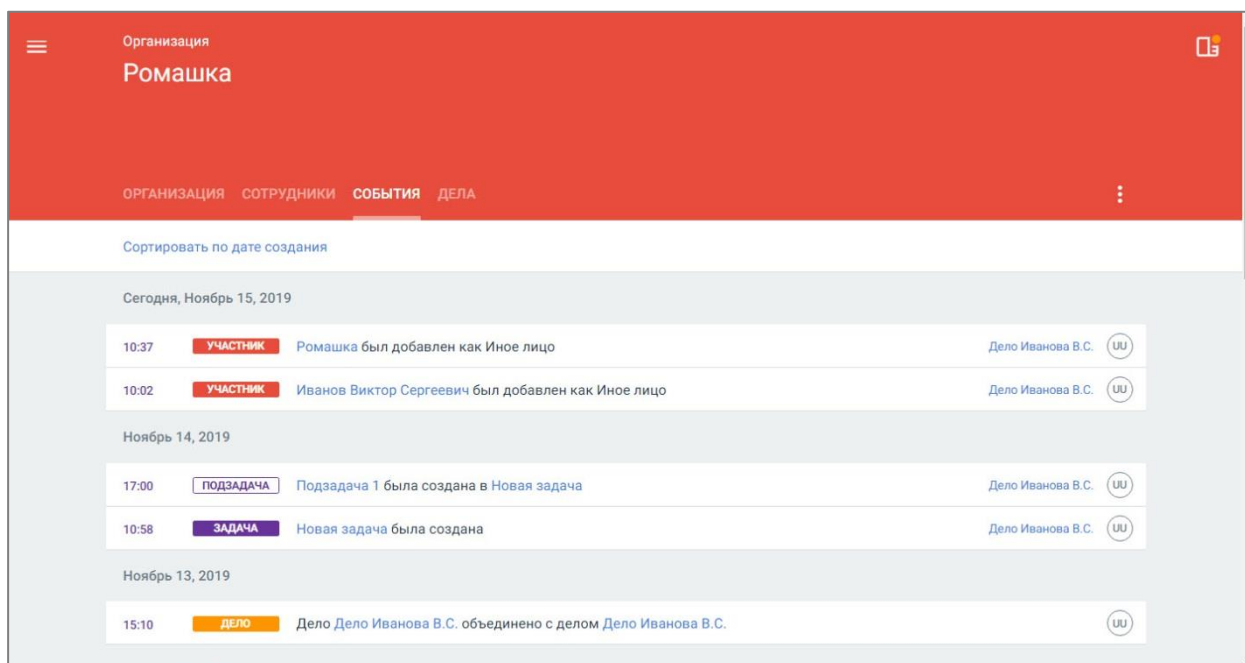 Организация
Ромашка
ОРГАНИЗАЦИЯ СОТРУДНИКИ СОБЫТИЯ ДЕЛА
Сортировать по дате создания
Сегодня, Ноябрь 15, 2019
10:37 УЧАСТНИК Ромашка был добавлен как Иное лицо Дело Иванова В.С. UU
10:02 УЧАСТНИК Иванов Виктор Сергеевич был добавлен как Иное лицо Дело Иванова В.С. UU
Ноябрь 14, 2019
17:00 ПОДЗАДАЧА Подзадача 1 была создана в Новая задача Дело Иванова В.С. UU
10:58 ЗАДАЧА Новая задача была создана Дело Иванова В.С. UU
Ноябрь 13, 2019
15:10 ДЕЛО Дело Дело Иванова В.С. объединено с делом Дело Иванова В.С. UU